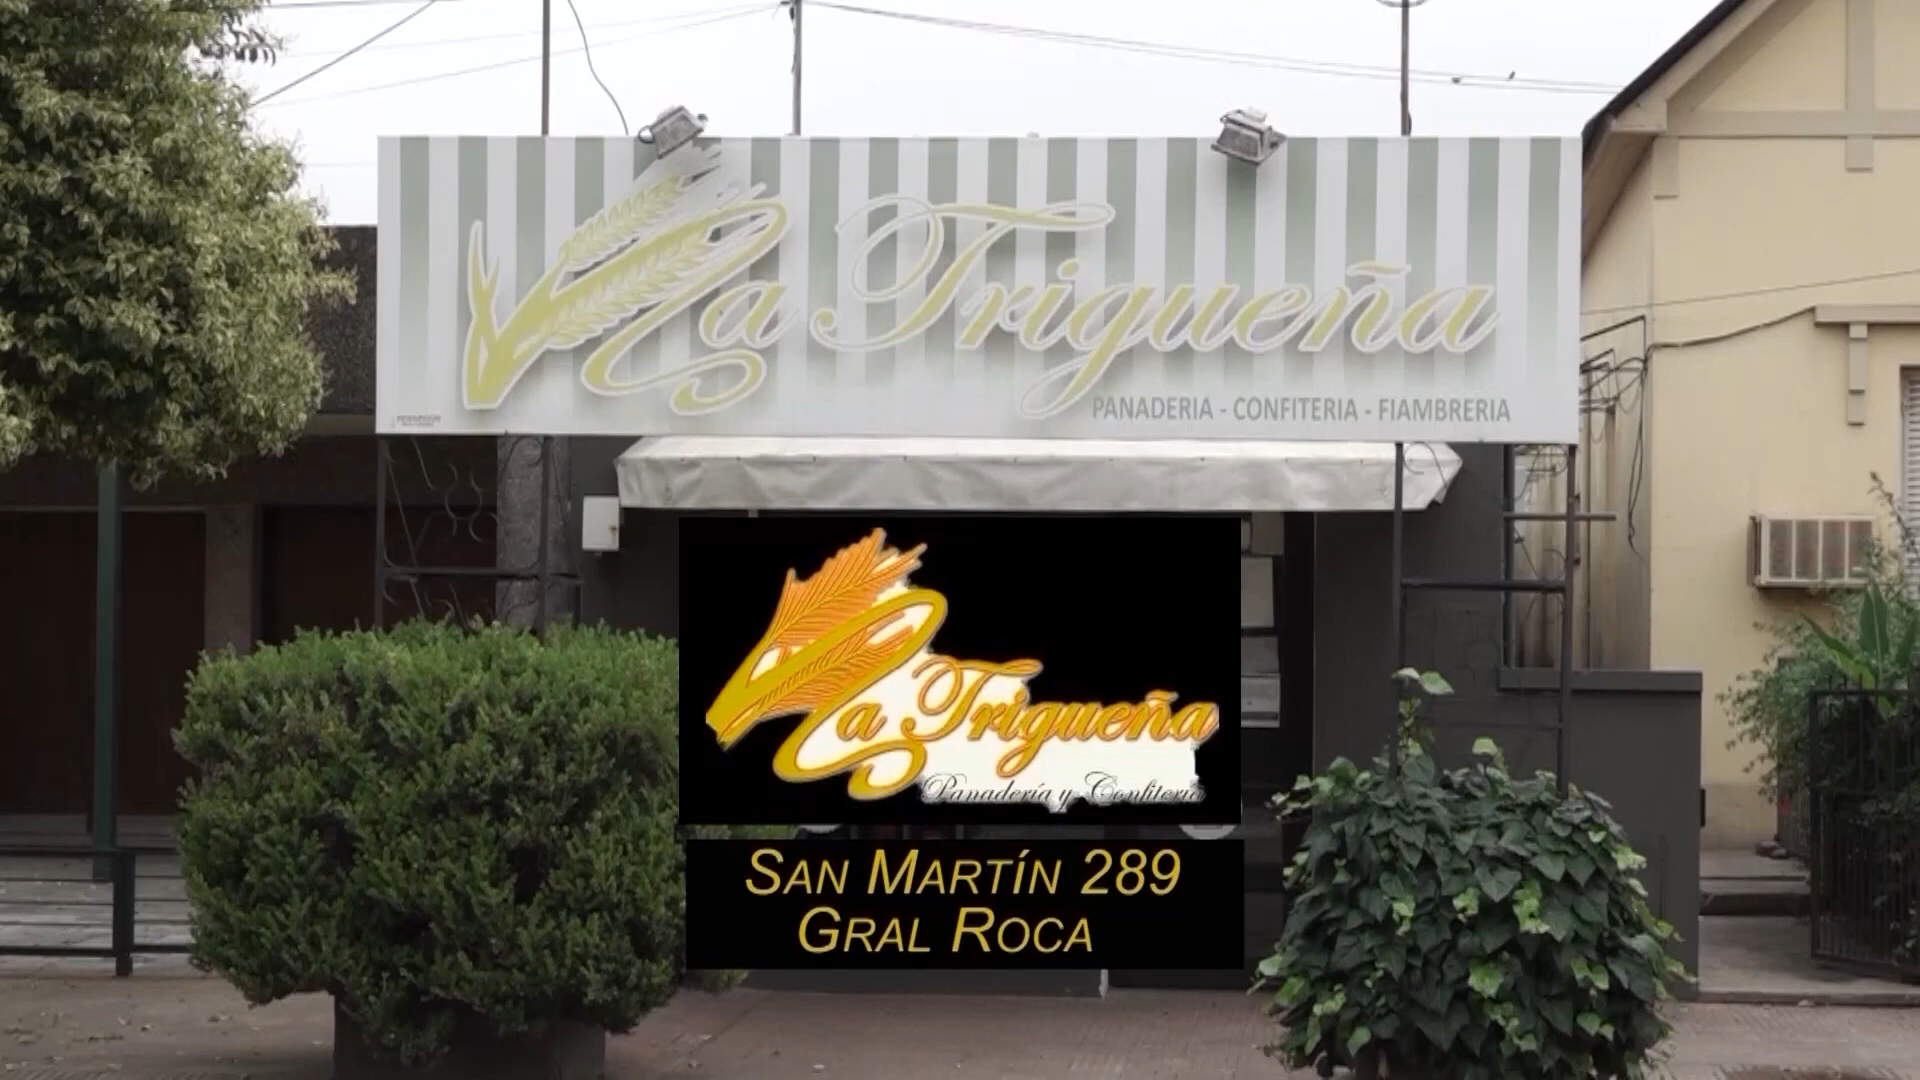 La Trigueña
PANADERIA - CONFITERIA - FIAMBRERIA
La Trigueña
Panadería y Confitería
SAN MARTÍN 289
GRAL ROCA